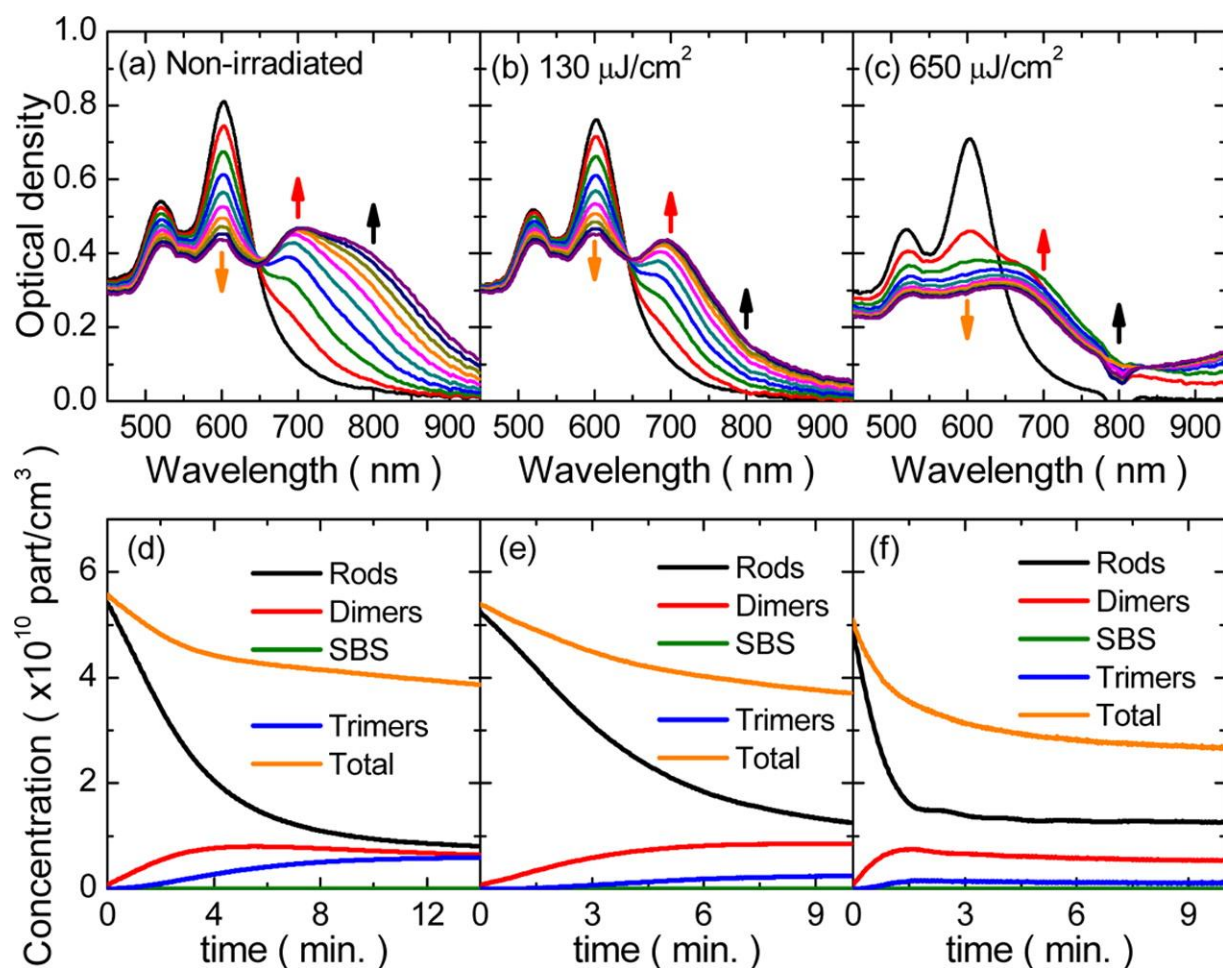 (a) Non-irradiated
(b) 130 μJ/cm²
(c) 650 μJ/cm²
Optical density
1.0
0.8
0.6
0.4
0.2
0.0
500 600 700 800 900
500 600 700 800 900
500 600 700 800 900
Wavelength ( nm )
Wavelength ( nm )
Wavelength ( nm )
Concentration ( x10¹⁰ part/cm³ )
6
4
2
0
(d)
Rods
Dimers
SBS
Trimers
Total
(e)
Rods
Dimers
SBS
Trimers
Total
(f)
Rods
Dimers
SBS
Trimers
Total
0 4 8 12
0 3 6 9
0 3 6 9
time ( min. )
time ( min. )
time ( min. )